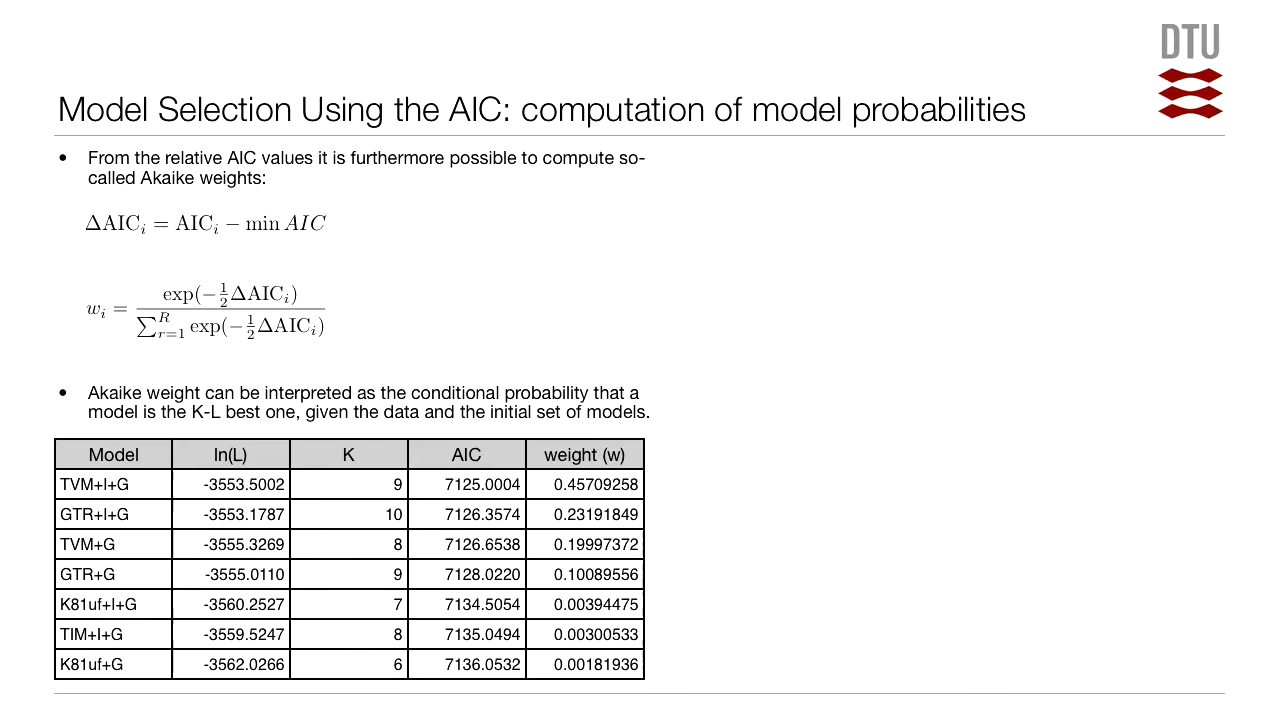 DTU
Model Selection Using the AIC: computation of model probabilities
• From the relative AIC values it is furthermore possible to compute so-
called Akaike weights:
ΔAIC_i = AIC_i − min AIC
w_i = exp(−½ΔAIC_i) / ∑_{r=1}^{R} exp(−½ΔAIC_i)
• Akaike weight can be interpreted as the conditional probability that a
model is the K-L best one, given the data and the initial set of models.
Model ln(L) K AIC weight (w)
TVM+I+G -3553.5002 9 7125.0004 0.45709258
GTR+I+G -3553.1787 10 7126.3574 0.23191849
TVM+G -3555.3269 8 7126.6538 0.19997372
GTR+G -3555.0110 9 7128.0220 0.10089556
K81uf+I+G -3560.2527 7 7134.5054 0.00394475
TIM+I+G -3559.5247 8 7135.0494 0.00300533
K81uf+G -3562.0266 6 7136.0532 0.00181936